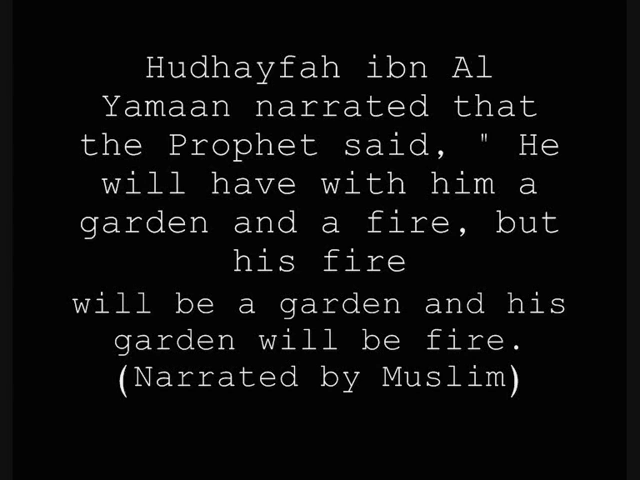 Hudhayfah ibn Al
Yamaan narrated that
the Prophet said, " He
will have with him a
garden and a fire, but
his fire
will be a garden and his
garden will be fire.
(Narrated by Muslim)